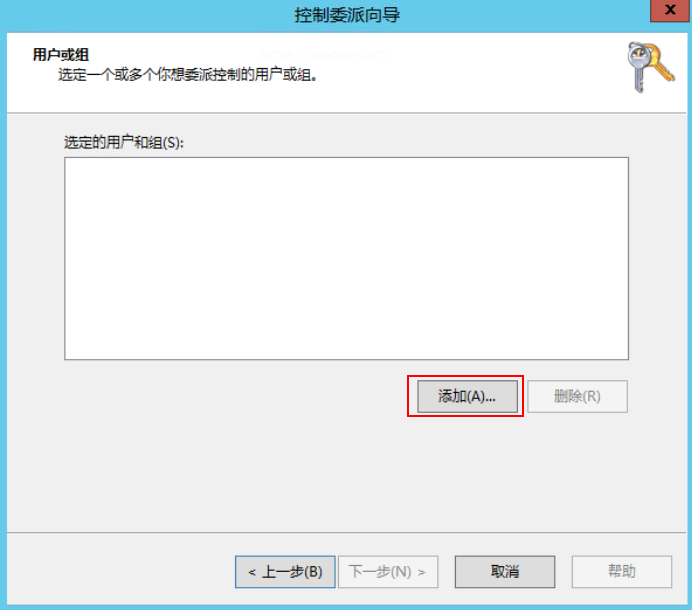 控制委派向导
x
用户或组
选定一个或多个你想委派控制的用户或组。
选定的用户和组(S):
添加(A)...
删除(R)
< 上一步(B)
下一步(N) >
取消
帮助